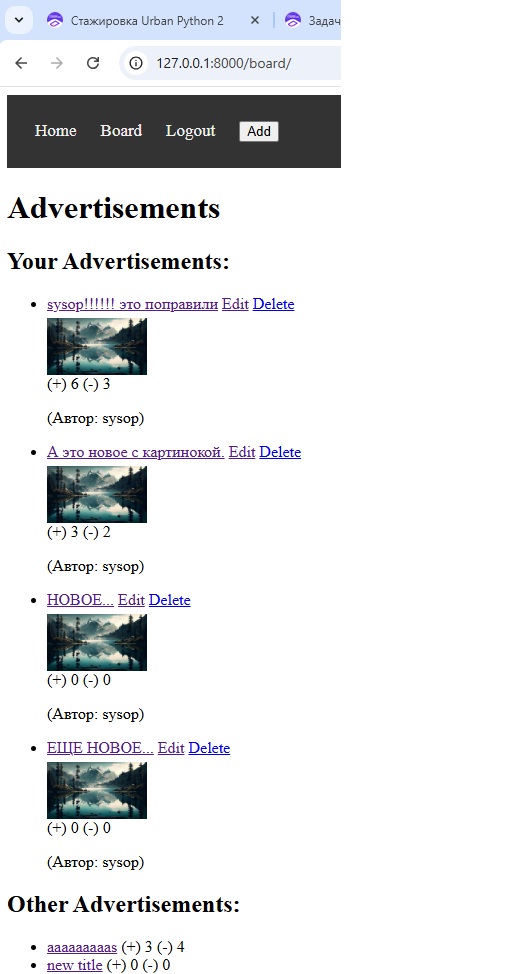 Стажировка Urban Python 2
Задач
127.0.0.1:8000/board/
Home Board Logout Add
Advertisements
Your Advertisements:
sysop!!!!!! это поправили Edit Delete
(+) 6 (-) 3
(Автор: sysop)
А это новое с картинокой. Edit Delete
(+) 3 (-) 2
(Автор: sysop)
НОВОЕ... Edit Delete
(+) 0 (-) 0
(Автор: sysop)
ЕЩЕ НОВОЕ... Edit Delete
(+) 0 (-) 0
(Автор: sysop)
Other Advertisements:
aaaaaaaaas (+) 3 (-) 4
new title (+) 0 (-) 0